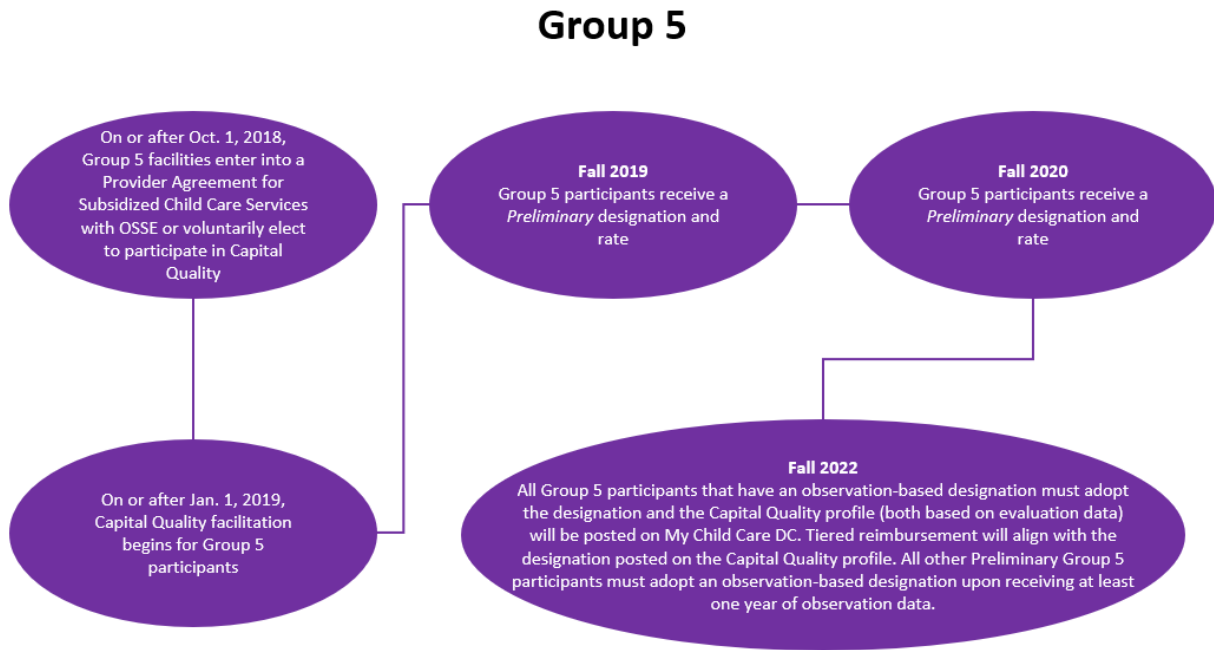 Group 5
On or after Oct. 1, 2018,
Group 5 facilities enter into a
Provider Agreement for
Subsidized Child Care Services
with OSSE or voluntarily elect
to participate in Capital
Quality
On or after Jan. 1, 2019,
Capital Quality facilitation
begins for Group 5
participants
Fall 2019
Group 5 participants receive a
Preliminary designation and
rate
Fall 2020
Group 5 participants receive a
Preliminary designation and
rate
Fall 2022
All Group 5 participants that have an observation-based designation must adopt
the designation and the Capital Quality profile (both based on evaluation data)
will be posted on My Child Care DC. Tiered reimbursement will align with the
designation posted on the Capital Quality profile. All other Preliminary Group 5
participants must adopt an observation-based designation upon receiving at least
one year of observation data.